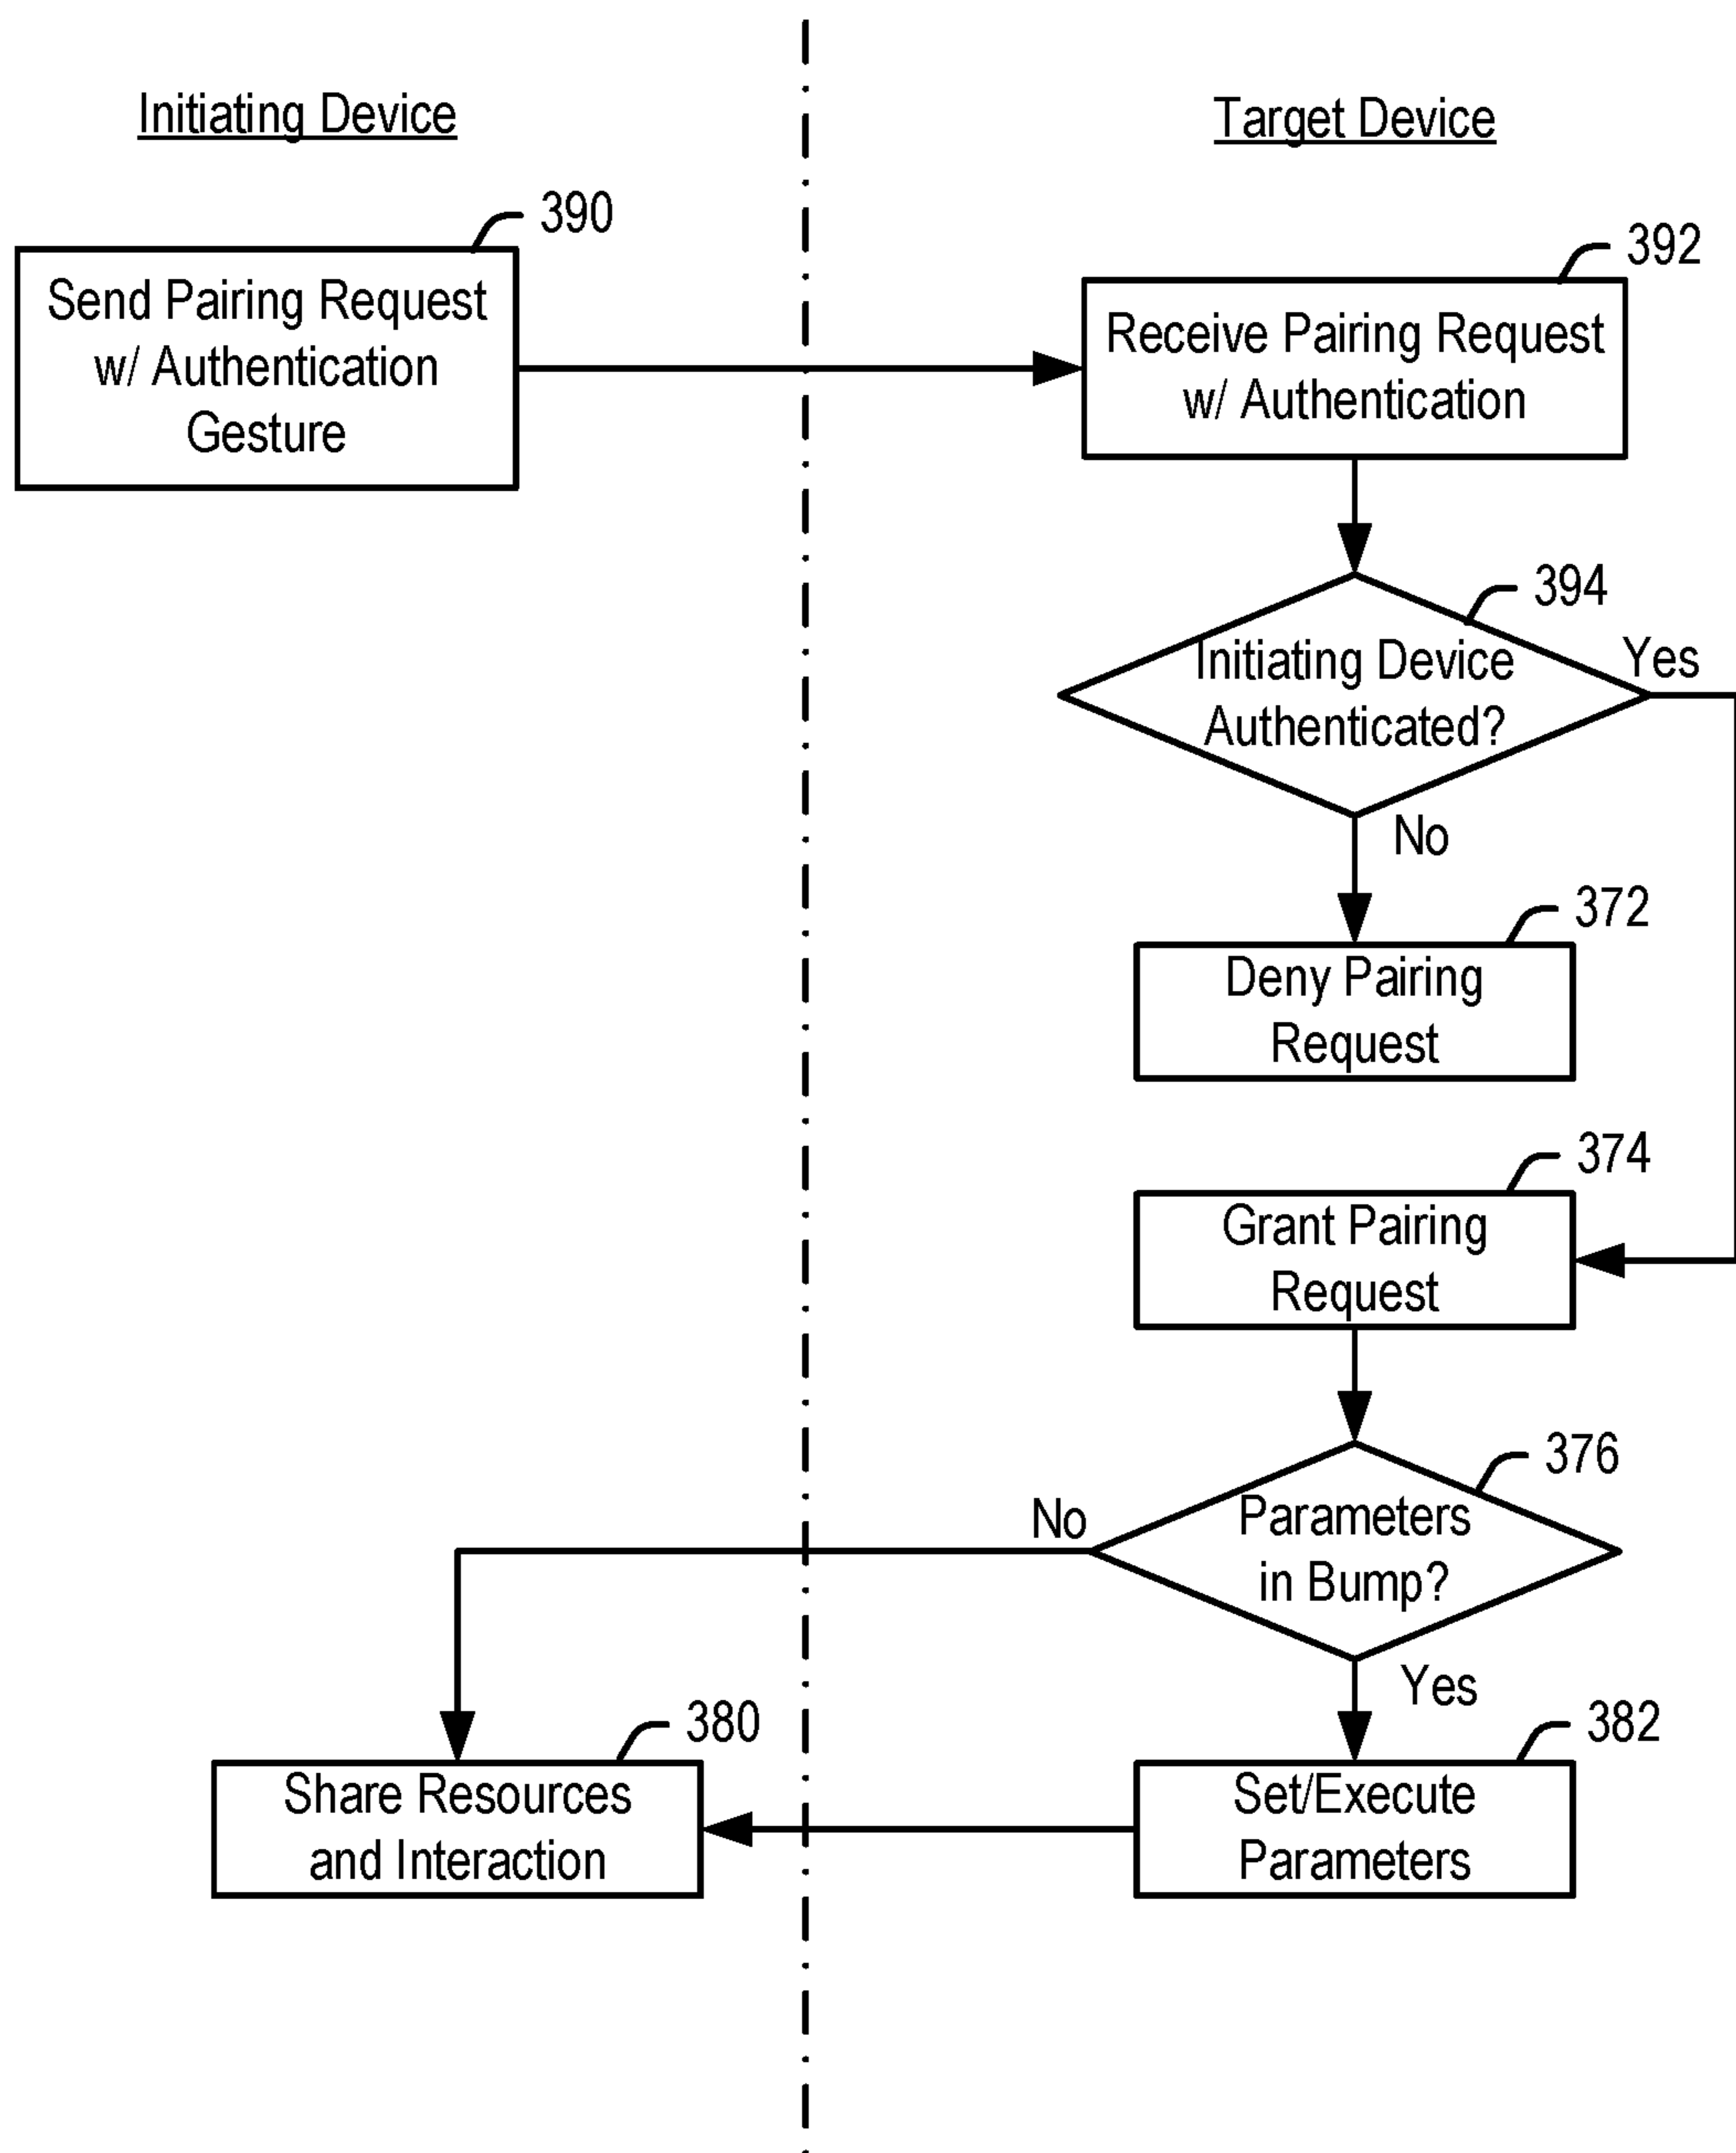 Initiating Device
Target Device
390
Send Pairing Request
w/ Authentication
Gesture
392
Receive Pairing Request
w/ Authentication
394
Initiating Device
Authenticated?
Yes
No
372
Deny Pairing
Request
374
Grant Pairing
Request
376
Parameters
in Bump?
No
Yes
380
Share Resources
and Interaction
382
Set/Execute
Parameters